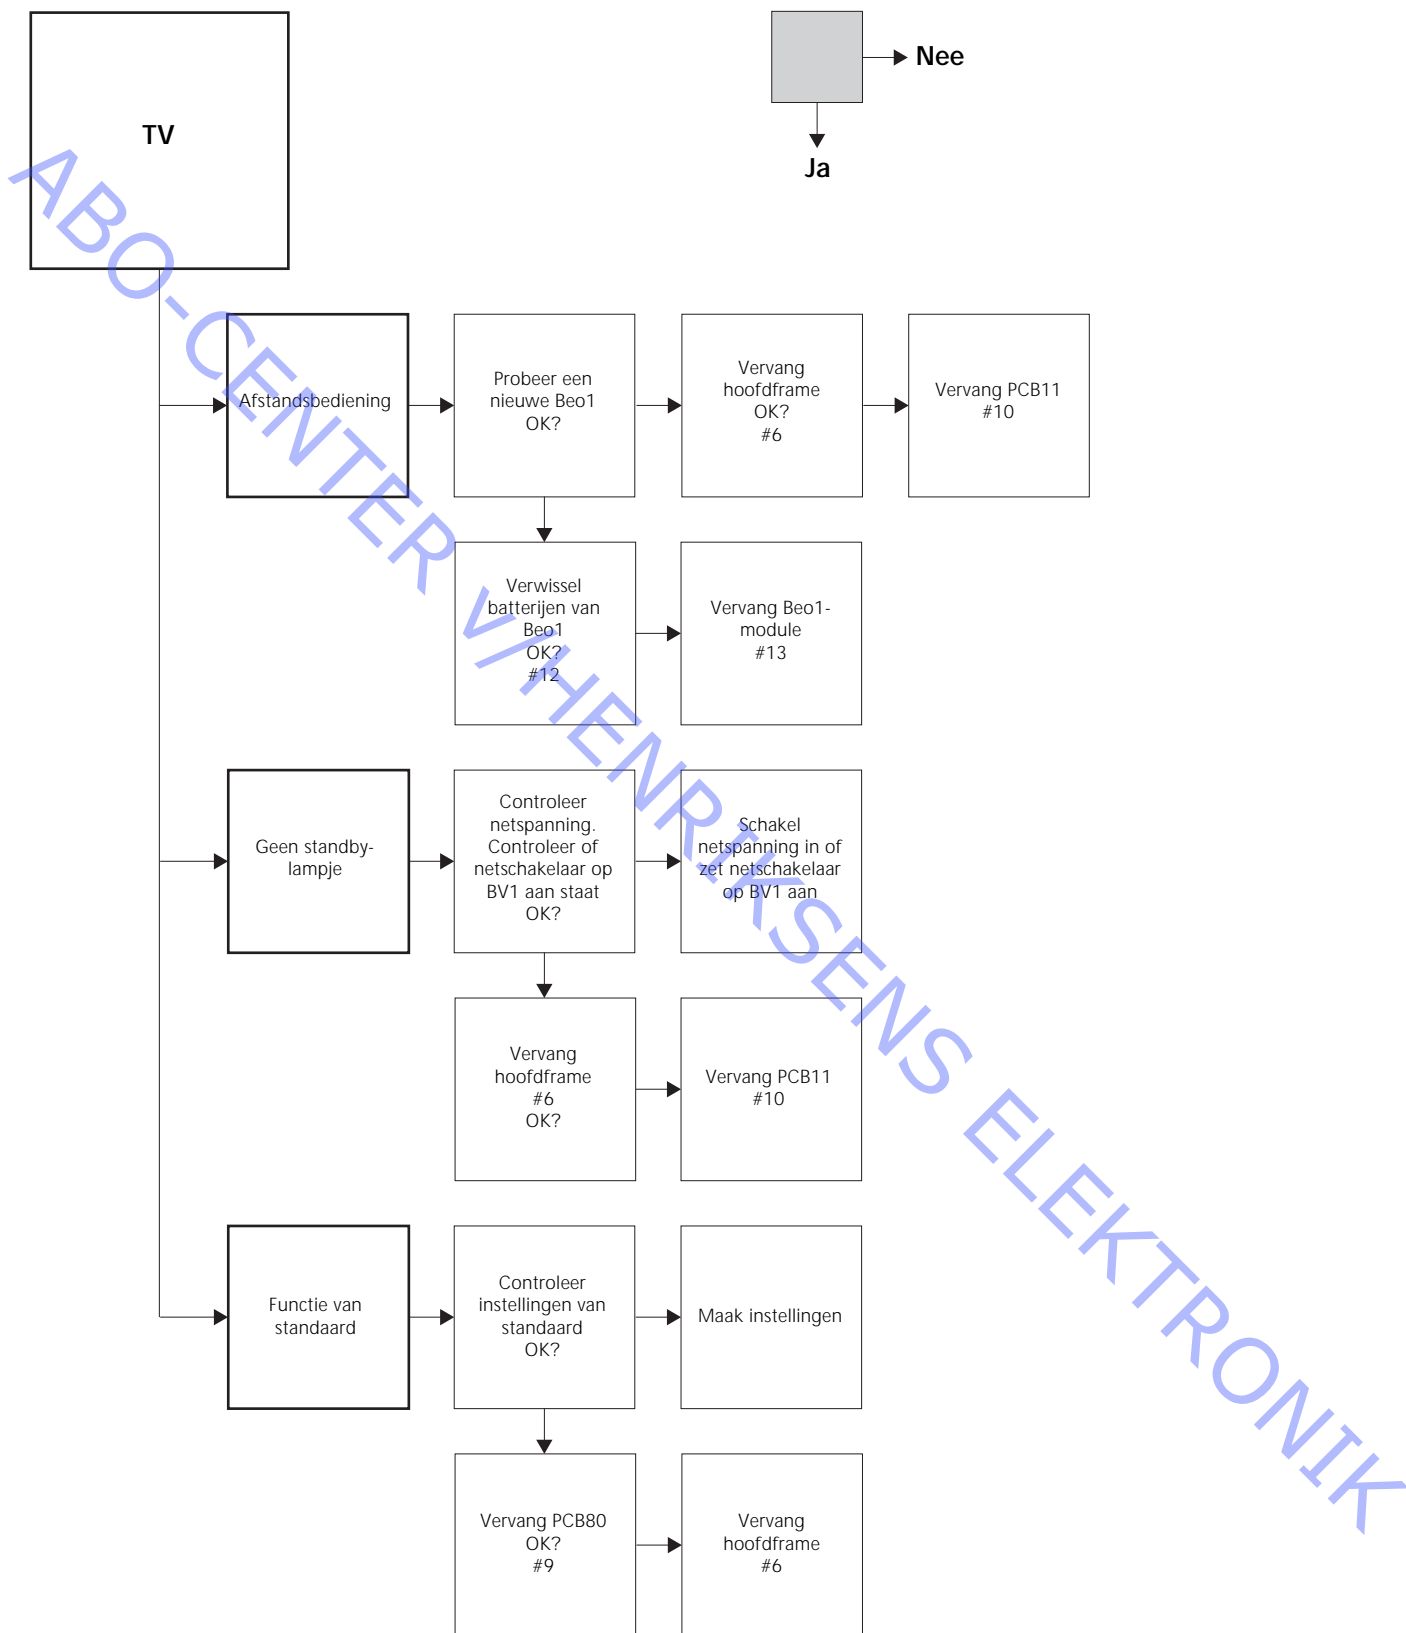 TV
Nee
Ja
Afstandsbediening
Probeer een
nieuwe Beo1
OK?
Vervang
hoofdframe
OK?
#6
Vervang PCB11
#10
Verwissel
batterijen van
Beo1
OK?
#12
Vervang Beo1-
module
#13
Geen standby-
lampje
Controleer
netspanning.
Controleer of
netschakelaar op
BV1 aan staat
OK?
Schakel
netspanning in of
zet netschakelaar
op BV1 aan
Vervang
hoofdframe
#6
OK?
Vervang PCB11
#10
Functie van
standaard
Controleer
instellingen van
standaard
OK?
Maak instellingen
Vervang PCB80
OK?
#9
Vervang
hoofdframe
#6
ABO-CENTER v/HENRIKSENS ELEKTRONIK